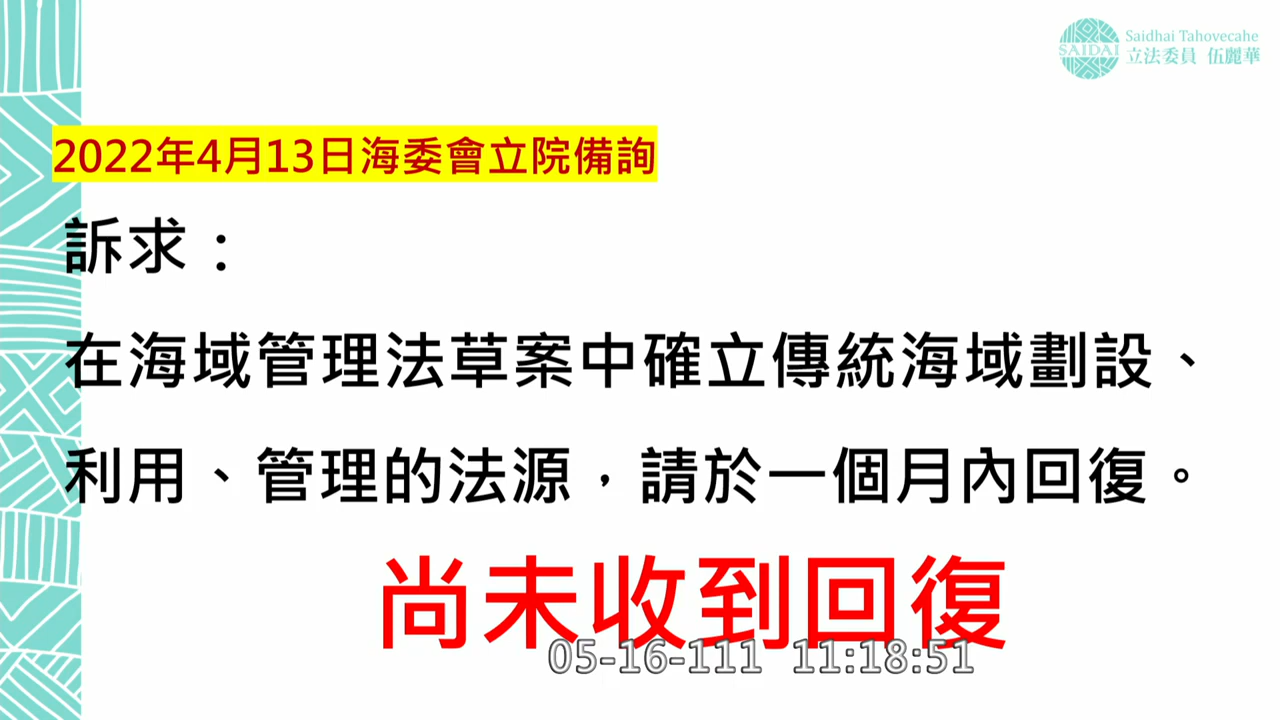 SAIDAI
Saidhai Tahovecahe
立法委員 伍麗華
2022年4月13日海委會立院備詢
訴求：
在海域管理法草案中確立傳統海域劃設、
利用、管理的法源，請於一個月內回復。
尚未收到回復
05-16-111 11:18:51